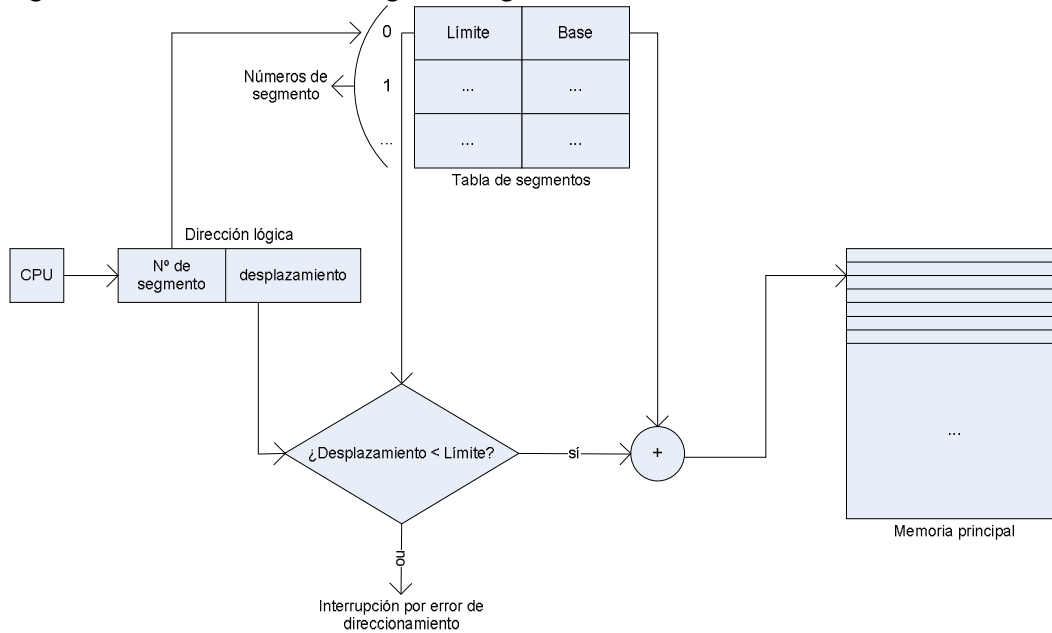 0
Límite
Base
Números de
segmento
1
...
...
...
...
...
Tabla de segmentos
Dirección lógica
CPU
Nº de
segmento
desplazamiento
¿Desplazamiento < Límite?
sí
+
...
Memoria principal
no
Interrupción por error de
direccionamiento